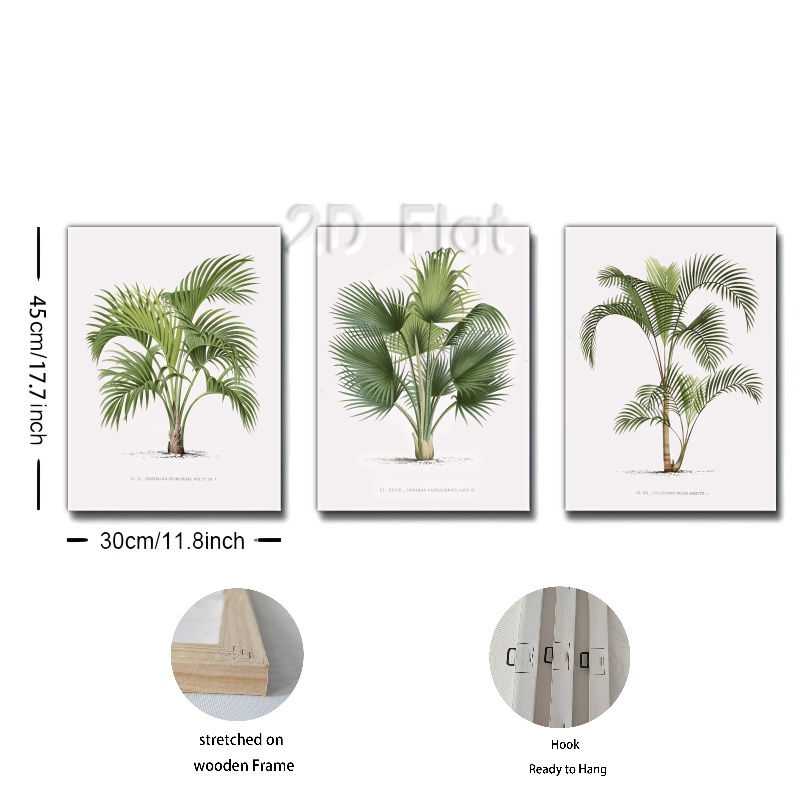 2D Flat
45cm/17.7inch
30cm/11.8inch
stretched on
wooden Frame
Hook
Ready to Hang